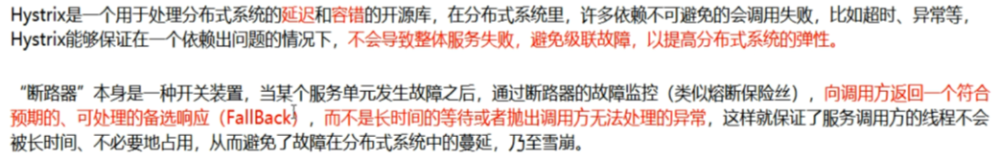 Hystrix是一个用于处理分布式系统的延迟和容错的开源库，在分布式系统里，许多依赖不可避免的会调用失败，比如超时、异常等，
Hystrix能够保证在一个依赖出问题的情况下，不会导致整体服务失败，避免级联故障，以提高分布式系统的弹性。
“断路器”本身是一种开关装置，当某个服务单元发生故障之后，通过断路器的故障监控（类似熔断保险丝），向调用方返回一个符合
预期的、可处理的备选响应（FallBack），而不是长时间的等待或者抛出调用方无法处理的异常，这样就保证了服务调用方的线程不会
被长时间、不必要地占用，从而避免了故障在分布式系统中的蔓延，乃至雪崩。